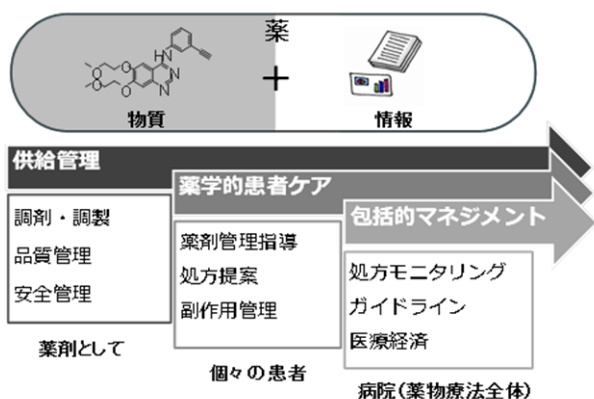 薬
HN
O
O
O
O
N
N
+
物質
情報
供給管理
調剤・調製
品質管理
安全管理
薬剤として
薬学的患者ケア
薬剤管理指導
処方提案
副作用管理
個々の患者
包括的マネジメント
処方モニタリング
ガイドライン
医療経済
病院(薬物療法全体)